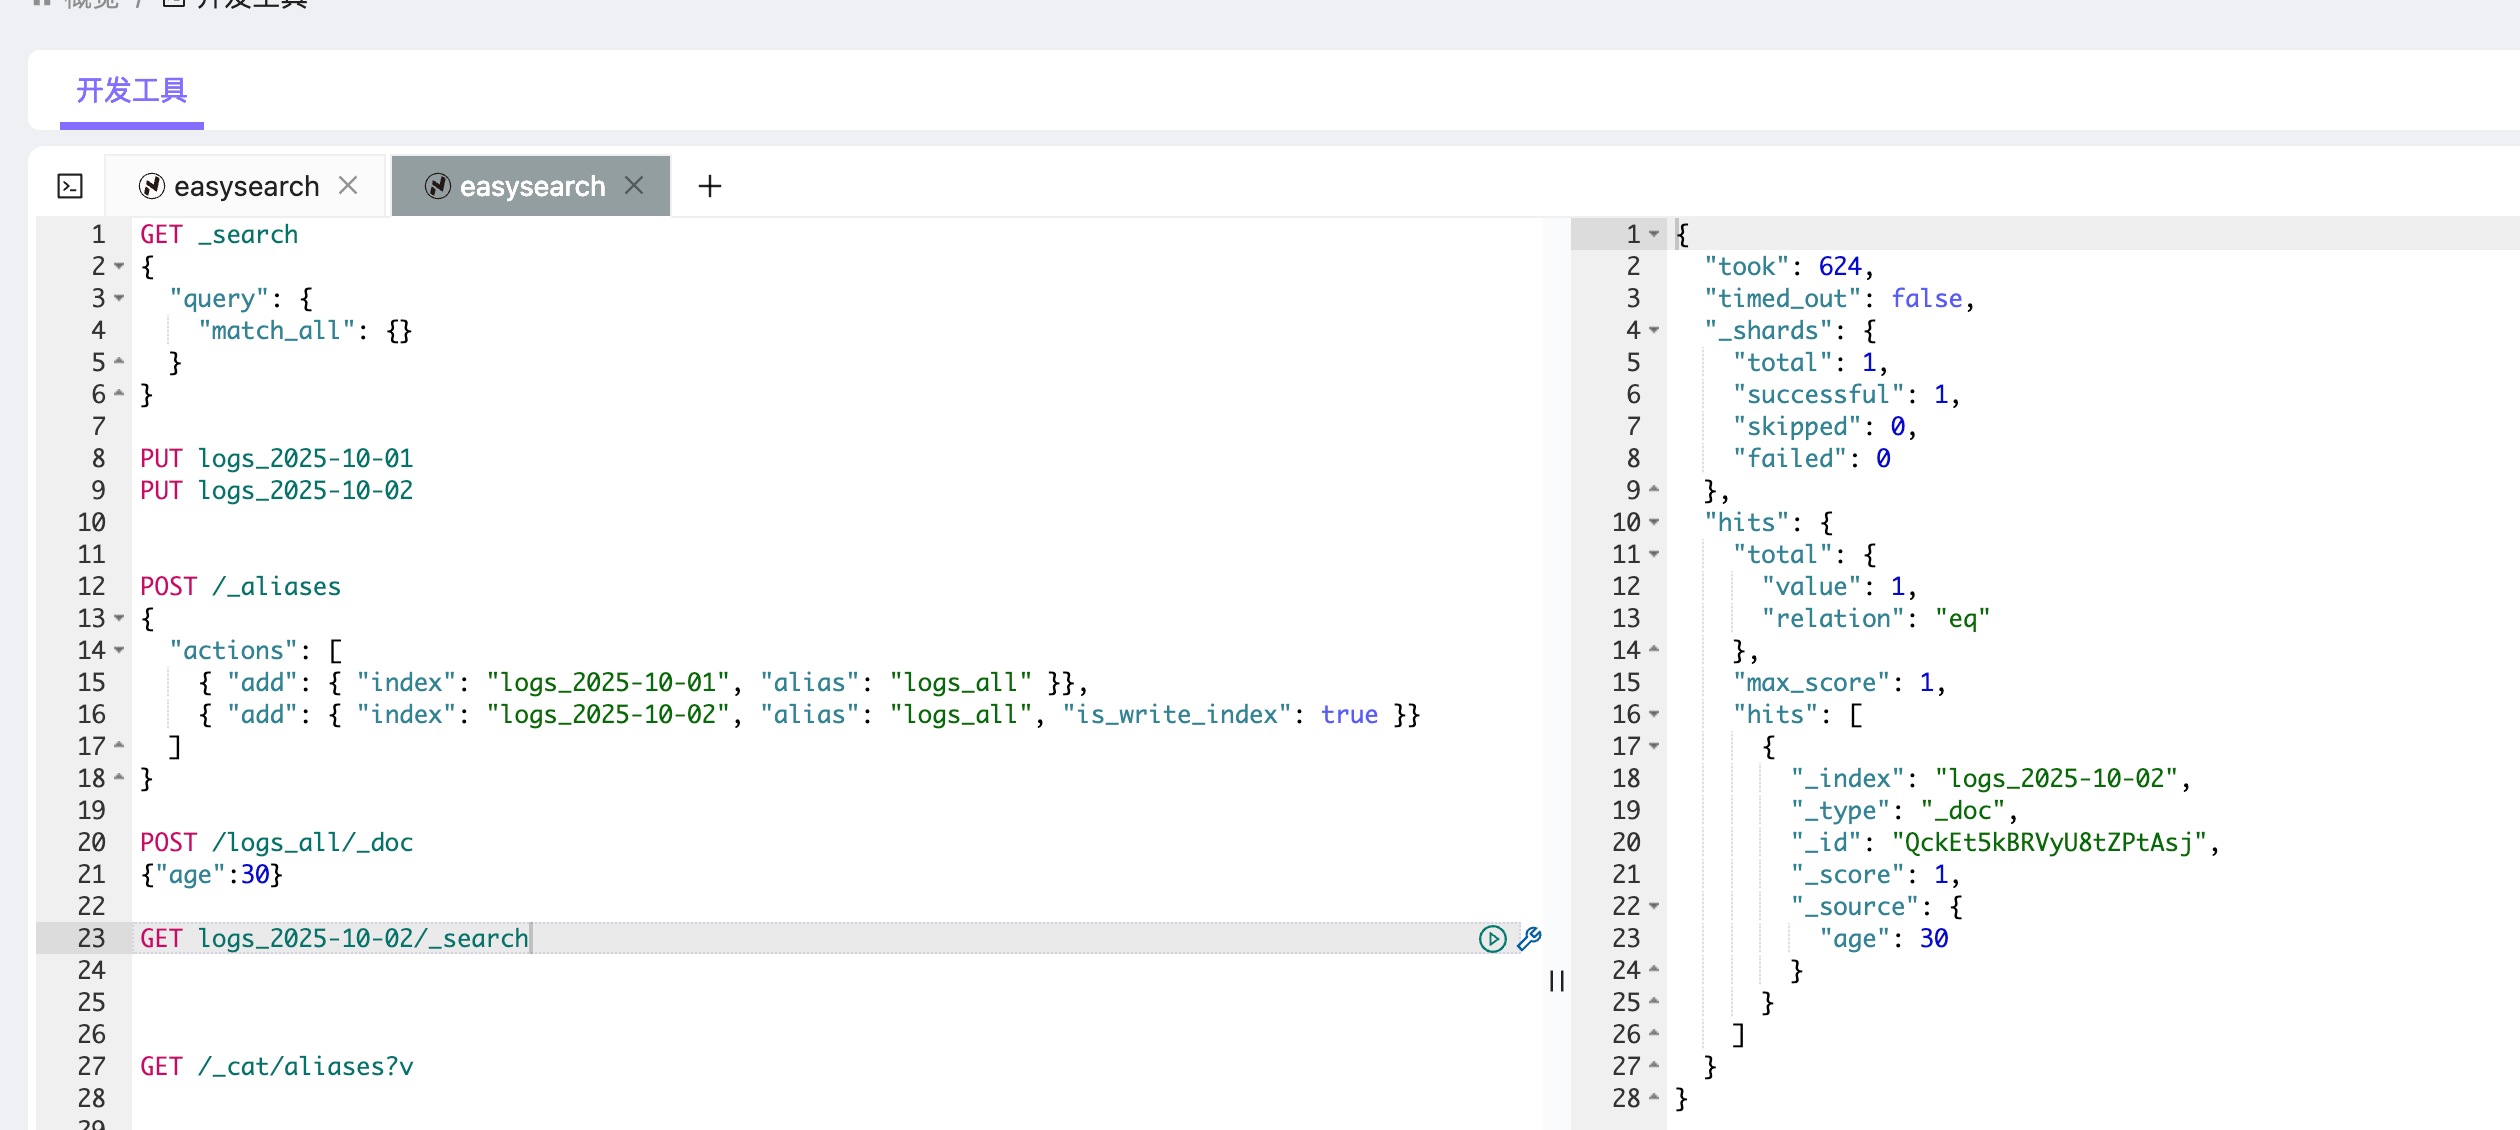 概览 / 开发工具
开发工具
easysearch
easysearch
1 GET _search
2 {
3 "query": {
4 "match_all": {}
5 }
6 }
7
8 PUT logs_2025-10-01
9 PUT logs_2025-10-02
10
11
12 POST /_aliases
13 {
14 "actions": [
15 { "add": { "index": "logs_2025-10-01", "alias": "logs_all" }},
16 { "add": { "index": "logs_2025-10-02", "alias": "logs_all", "is_write_index": true }}
17 ]
18 }
19
20 POST /logs_all/_doc
21 {"age":30}
22
23 GET logs_2025-10-02/_search
24
25
26
27 GET /_cat/aliases?v
28
29
1 {
2 "took": 624,
3 "timed_out": false,
4 "_shards": {
5 "total": 1,
6 "successful": 1,
7 "skipped": 0,
8 "failed": 0
9 },
10 "hits": {
11 "total": {
12 "value": 1,
13 "relation": "eq"
14 },
15 "max_score": 1,
16 "hits": [
17 {
18 "_index": "logs_2025-10-02",
19 "_type": "_doc",
20 "_id": "QckEt5kBRVyU8tZPtAsj",
21 "_score": 1,
22 "_source": {
23 "age": 30
24 }
25 }
26 ]
27 }
28 }